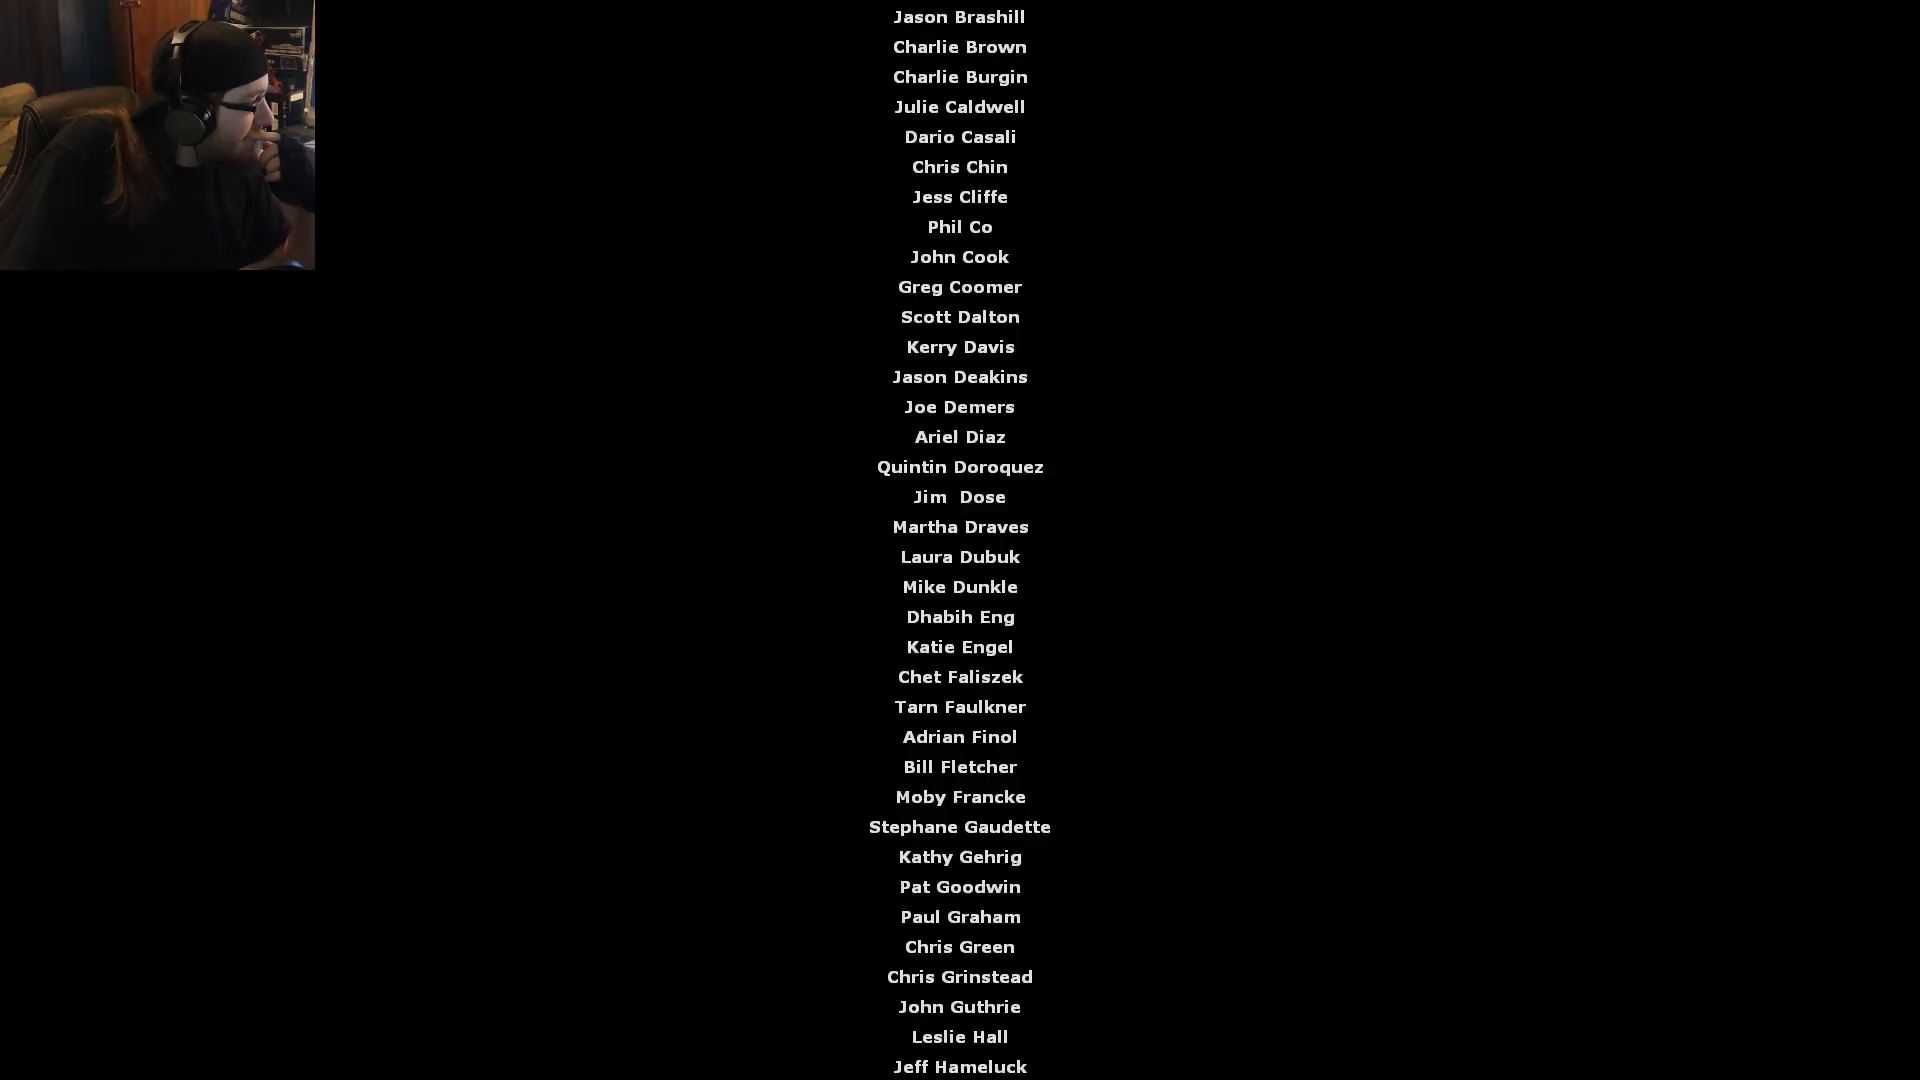 Jason Brashill
Charlie Brown
Charlie Burgin
Julie Caldwell
Dario Casali
Chris Chin
Jess Cliffe
Phil Co
John Cook
Greg Coomer
Scott Dalton
Kerry Davis
Jason Deakins
Joe Demers
Ariel Diaz
Quintin Doroquez
Jim  Dose
Martha Draves
Laura Dubuk
Mike Dunkle
Dhabih Eng
Katie Engel
Chet Faliszek
Tarn Faulkner
Adrian Finol
Bill Fletcher
Moby Francke
Stephane Gaudette
Kathy Gehrig
Pat Goodwin
Paul Graham
Chris Green
Chris Grinstead
John Guthrie
Leslie Hall
Jeff Hameluck